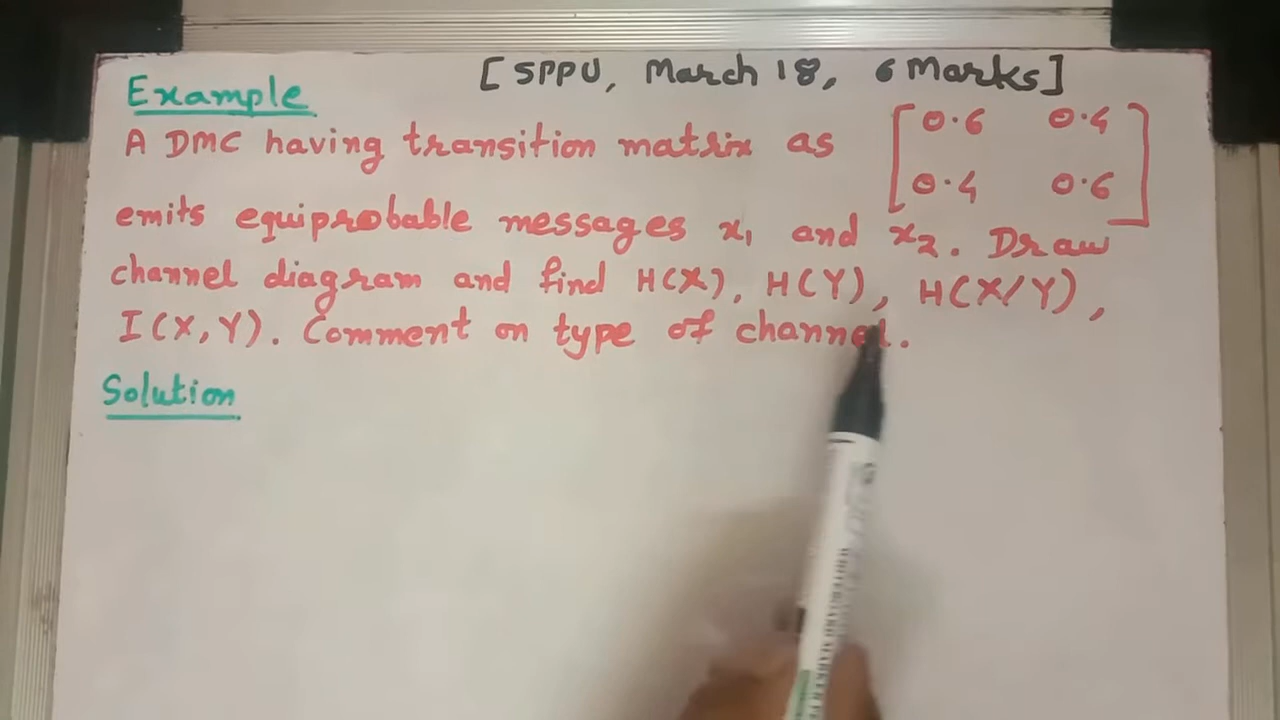 [SPPU, March 18, 6 Marks]
Example
A DMC having transition matrix as [0.6 0.4
0.4 0.6]
emits equiprobable messages x₁ and x₂. Draw
channel diagram and find H(X), H(Y), H(X/Y),
I(X,Y). Comment on type of channel.
Solution